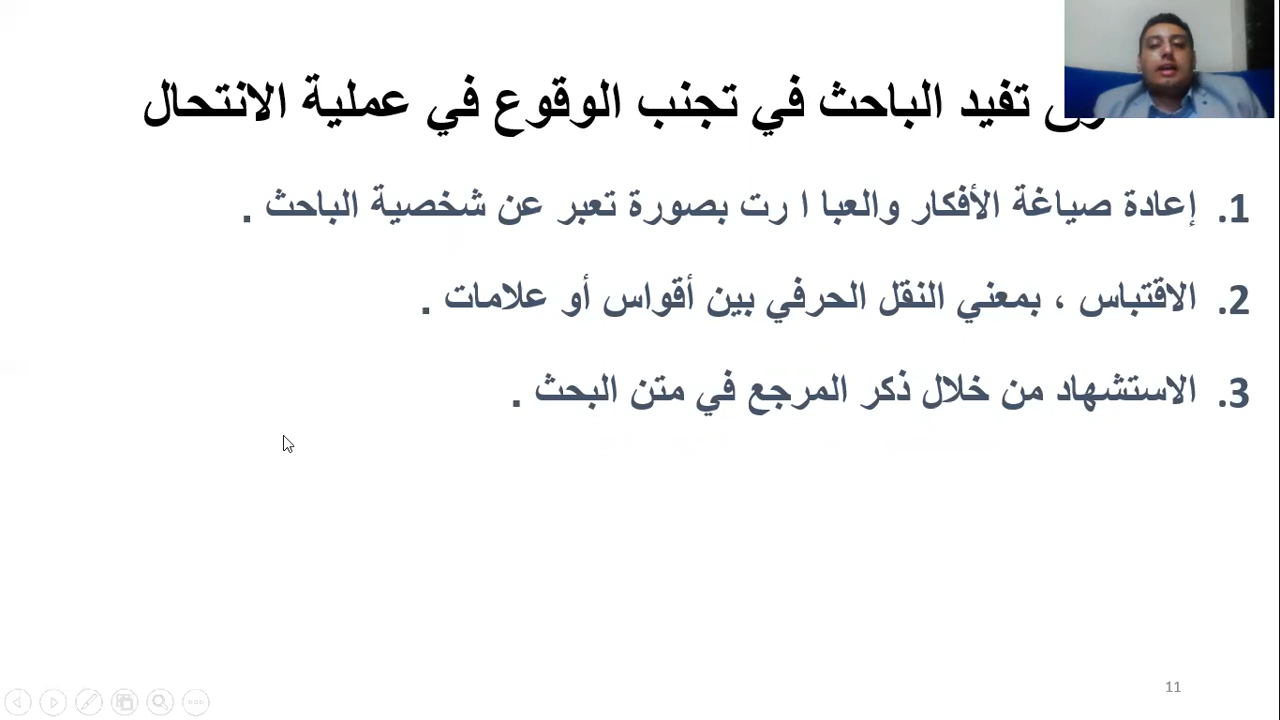 تفيد الباحث في تجنب الوقوع في عملية الانتحال
1. إعادة صياغة الأفكار والعبا ا رت بصورة تعبر عن شخصية الباحث .
2. الاقتباس ، بمعني النقل الحرفي بين أقواس أو علامات .
3. الاستشهاد من خلال ذكر المرجع في متن البحث .
11